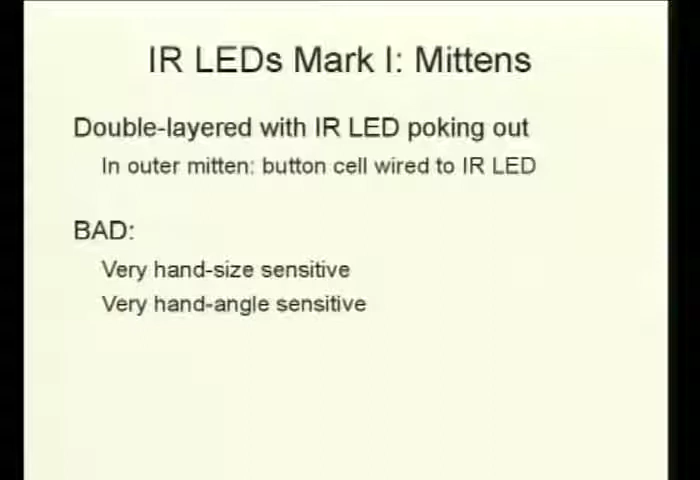 IR LEDs Mark I: Mittens
Double-layered with IR LED poking out
In outer mitten: button cell wired to IR LED
BAD:
Very hand-size sensitive
Very hand-angle sensitive